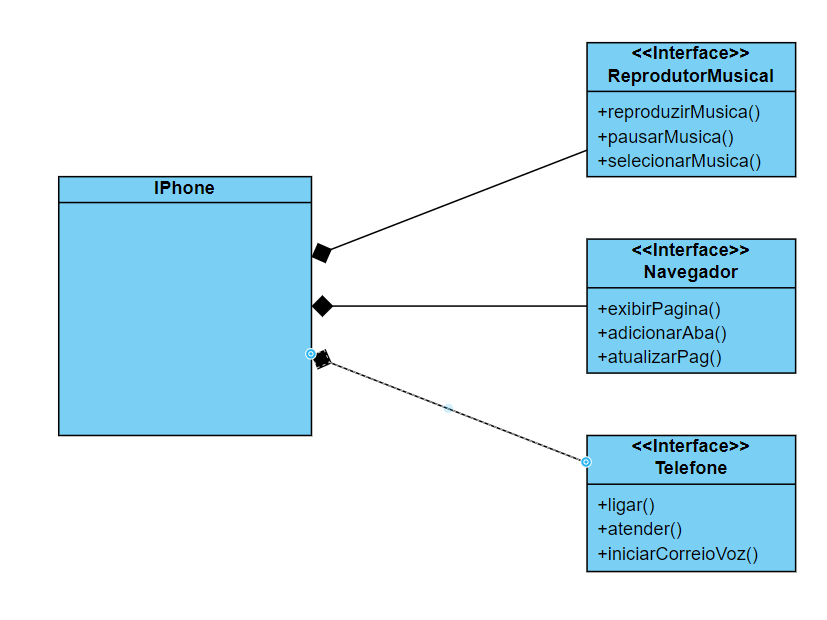 IPhone
<<Interface>>
ReprodutorMusical
+reproduzirMusica()
+pausarMusica()
+selecionarMusica()
<<Interface>>
Navegador
+exibirPagina()
+adicionarAba()
+atualizarPag()
<<Interface>>
Telefone
+ligar()
+atender()
+iniciarCorreioVoz()